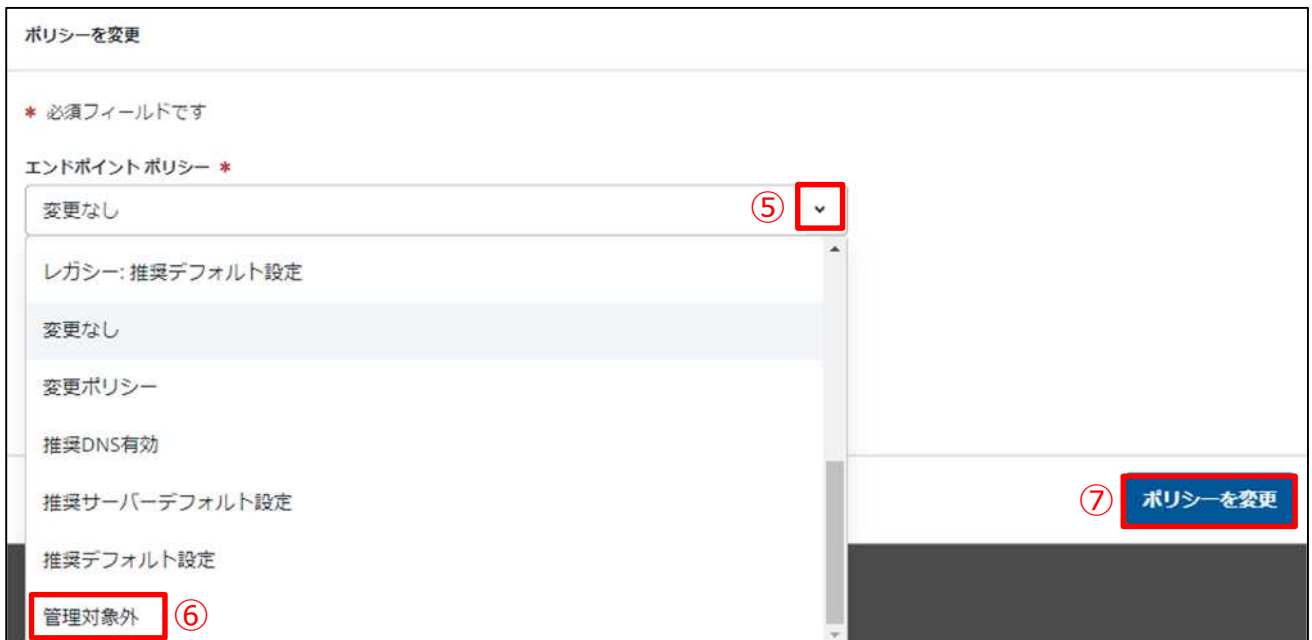 ポリシーを変更
* 必須フィールドです
エンドポイント ポリシー *
変更なし ⑤
レガシー: 推奨デフォルト設定
変更なし
変更ポリシー
推奨DNS有効
推奨サーバーデフォルト設定
⑦ ポリシーを変更
推奨デフォルト設定
管理対象外 ⑥